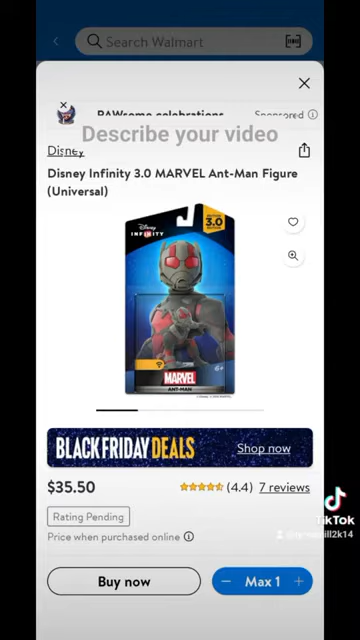 Search Walmart
PAWsome celebrations
Sponsored
Describe your video
Disney
Disney Infinity 3.0 MARVEL Ant-Man Figure
(Universal)
Disney
INFINITY
3.0
MARVEL
ANT-MAN
6+
BLACK FRIDAY DEALS
Shop now
$35.50
(4.4) 7 reviews
Rating Pending
Price when purchased online
TikTok
Buy now
− Max 1 +